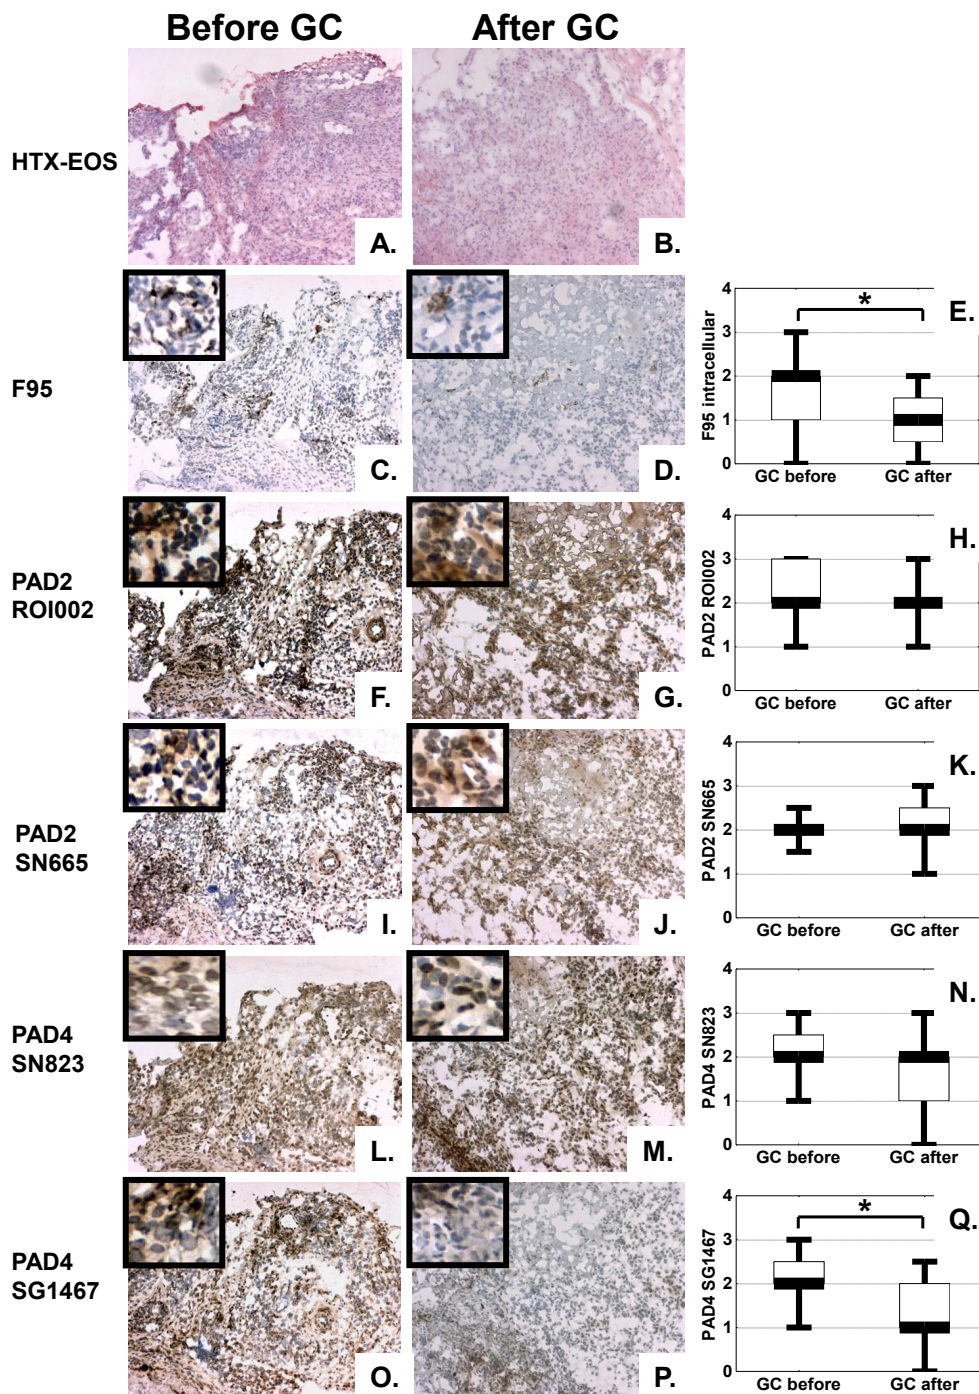 Before GC After GC
HTX-EOS
A. B.
F95
C. D.
F95 intracellular
4
3
2
1
0
*
E.
GC before GC after
PAD2
ROI002
F. G.
PAD2 ROI002
4
3
2
1
0
H.
GC before GC after
PAD2
SN665
I. J.
PAD2 SN665
4
3
2
1
0
K.
GC before GC after
PAD4
SN823
L. M.
PAD4 SN823
4
3
2
1
0
N.
GC before GC after
PAD4
SG1467
O. P.
PAD4 SG1467
4
3
2
1
0
*
Q.
GC before GC after